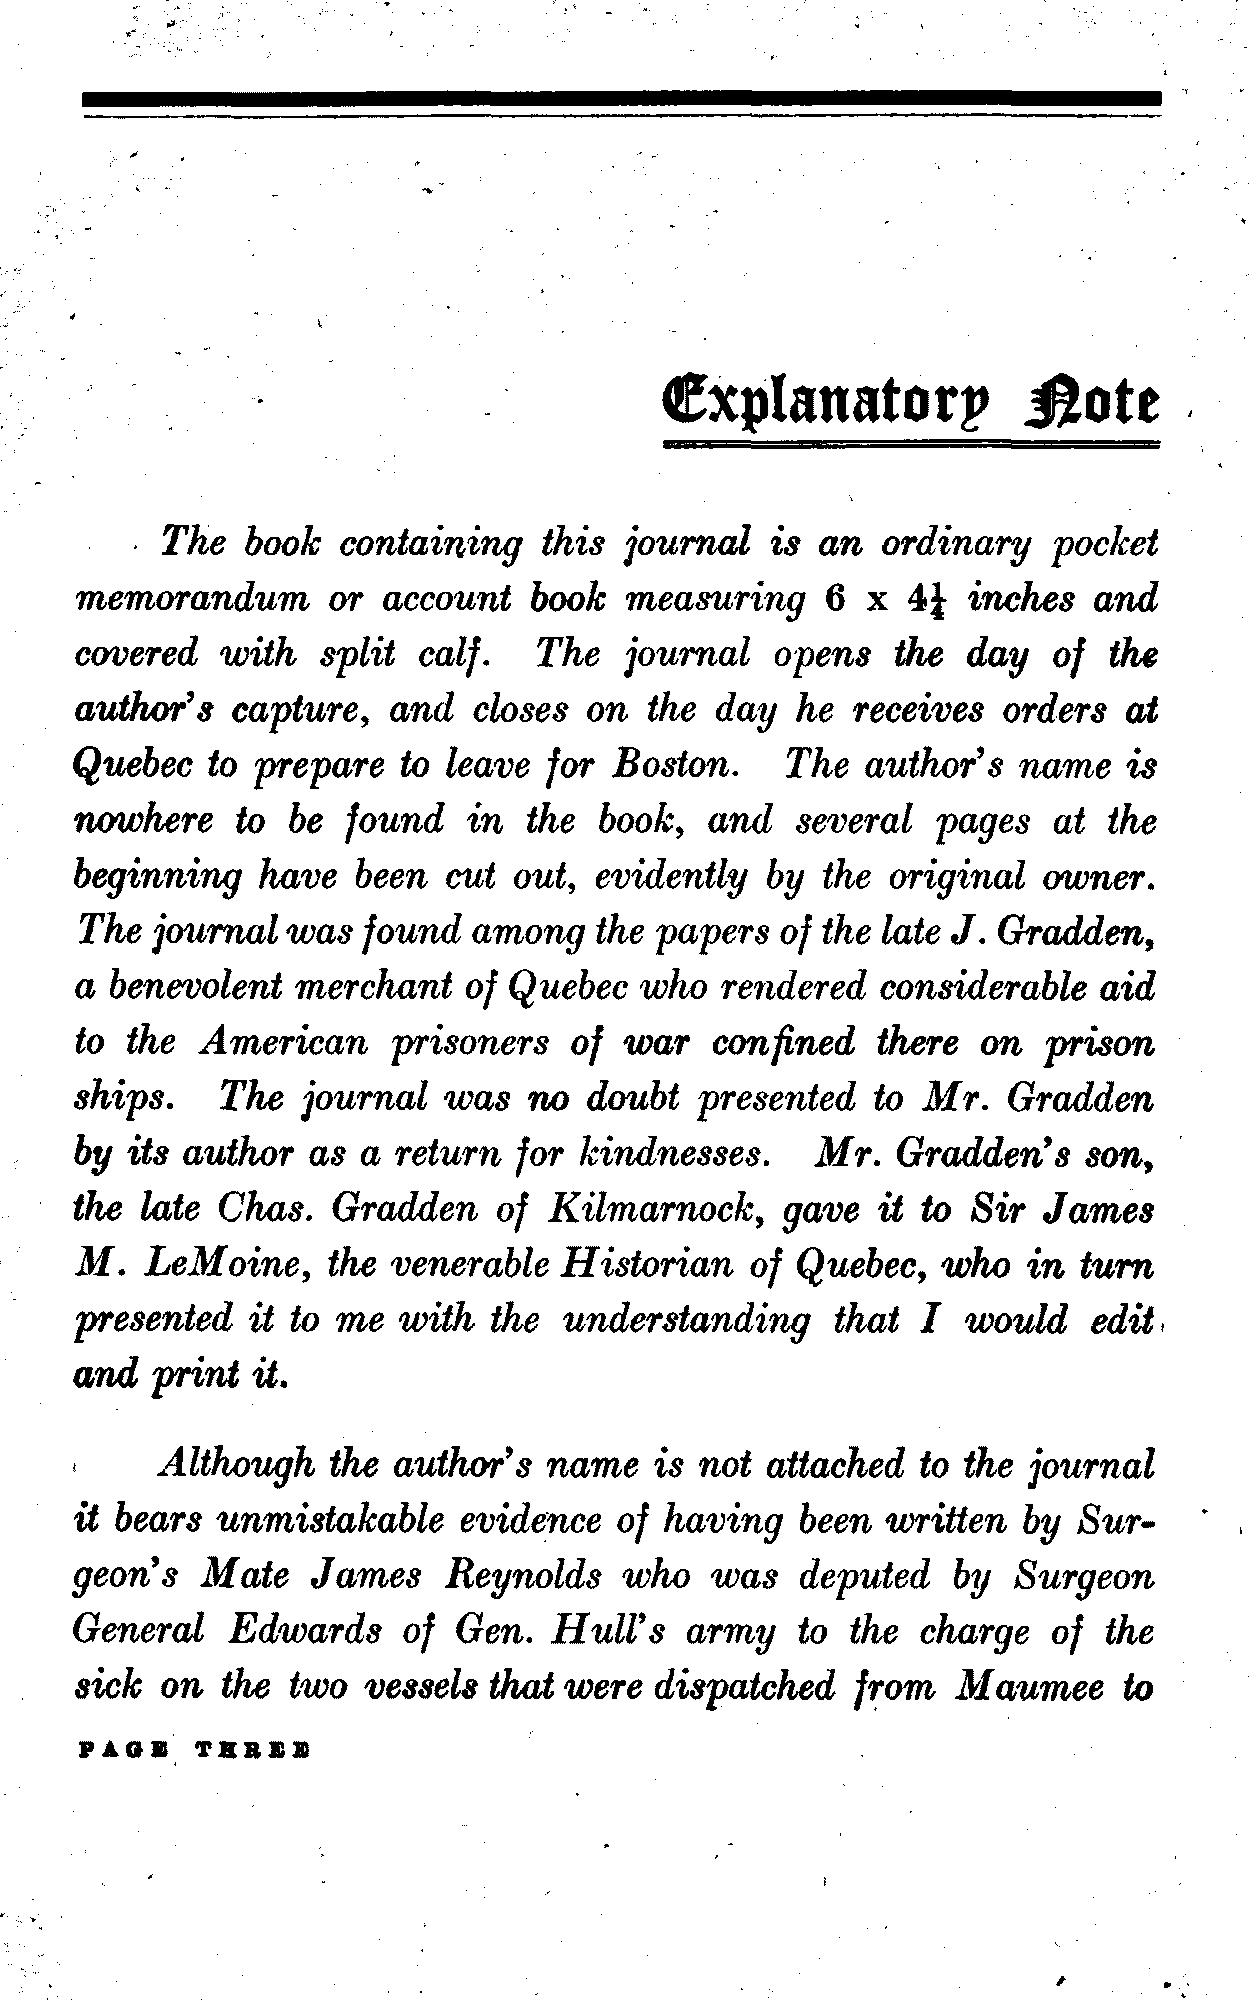 Explanatory Note
The book containing this journal is an ordinary pocket
memorandum or account book measuring 6 x 4¼ inches and
covered with split calf. The journal opens the day of the
author's capture, and closes on the day he receives orders at
Quebec to prepare to leave for Boston. The author's name is
nowhere to be found in the book, and several pages at the
beginning have been cut out, evidently by the original owner.
The journal was found among the papers of the late J. Gradden,
a benevolent merchant of Quebec who rendered considerable aid
to the American prisoners of war confined there on prison
ships. The journal was no doubt presented to Mr. Gradden
by its author as a return for kindnesses. Mr. Gradden's son,
the late Chas. Gradden of Kilmarnock, gave it to Sir James
M. LeMoine, the venerable Historian of Quebec, who in turn
presented it to me with the understanding that I would edit
and print it.
Although the author's name is not attached to the journal
it bears unmistakable evidence of having been written by Sur-
geon's Mate James Reynolds who was deputed by Surgeon
General Edwards of Gen. Hull's army to the charge of the
sick on the two vessels that were dispatched from Maumee to
PAGE THREE